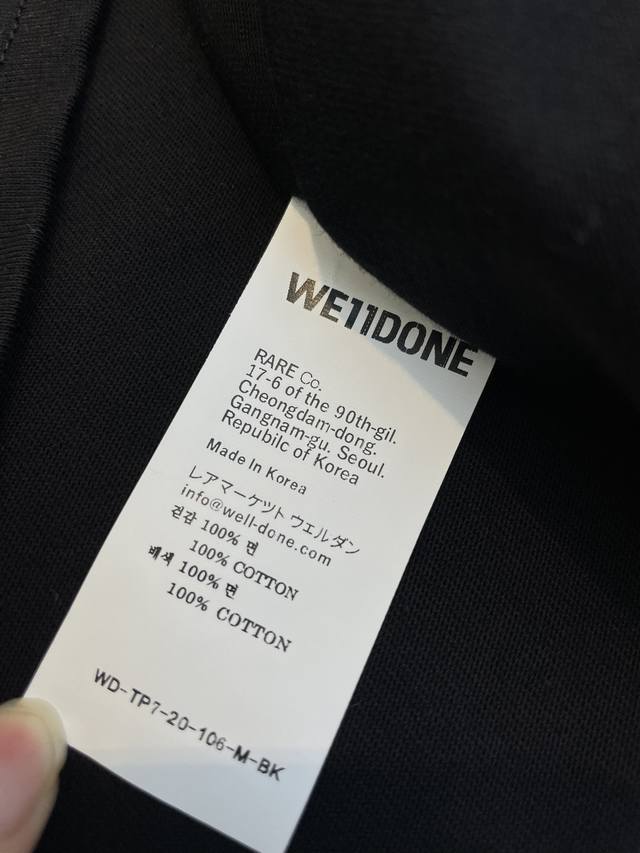 WE11DONE
RARE Co.
17-6 of the 90th-gil.
Cheongdam-dong.
Gangnam-gu. Seoul.
Repubilc of Korea
Made In Korea
レアマーケット ウェルダン
info@well-done.com
겉감 100% 면
100% COTTON
배색 100% 면
100% COTTON
WD-TP7-20-106-M-BK